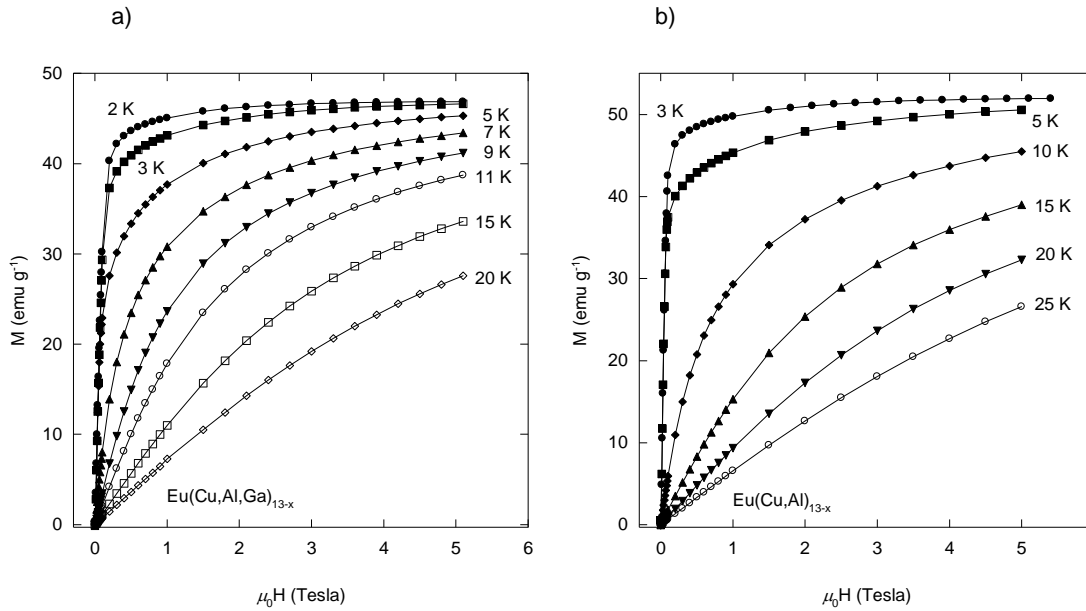 a)
50
40
30
20
10
0
M (emu g⁻¹)
2 K
3 K
5 K
7 K
9 K
11 K
15 K
20 K
Eu(Cu,Al,Ga)₁₃₋ₓ
0 1 2 3 4 5 6
μ₀H (Tesla)
b)
50
40
30
20
10
0
M (emu g⁻¹)
3 K
5 K
10 K
15 K
20 K
25 K
Eu(Cu,Al)₁₃₋ₓ
0 1 2 3 4 5
μ₀H (Tesla)